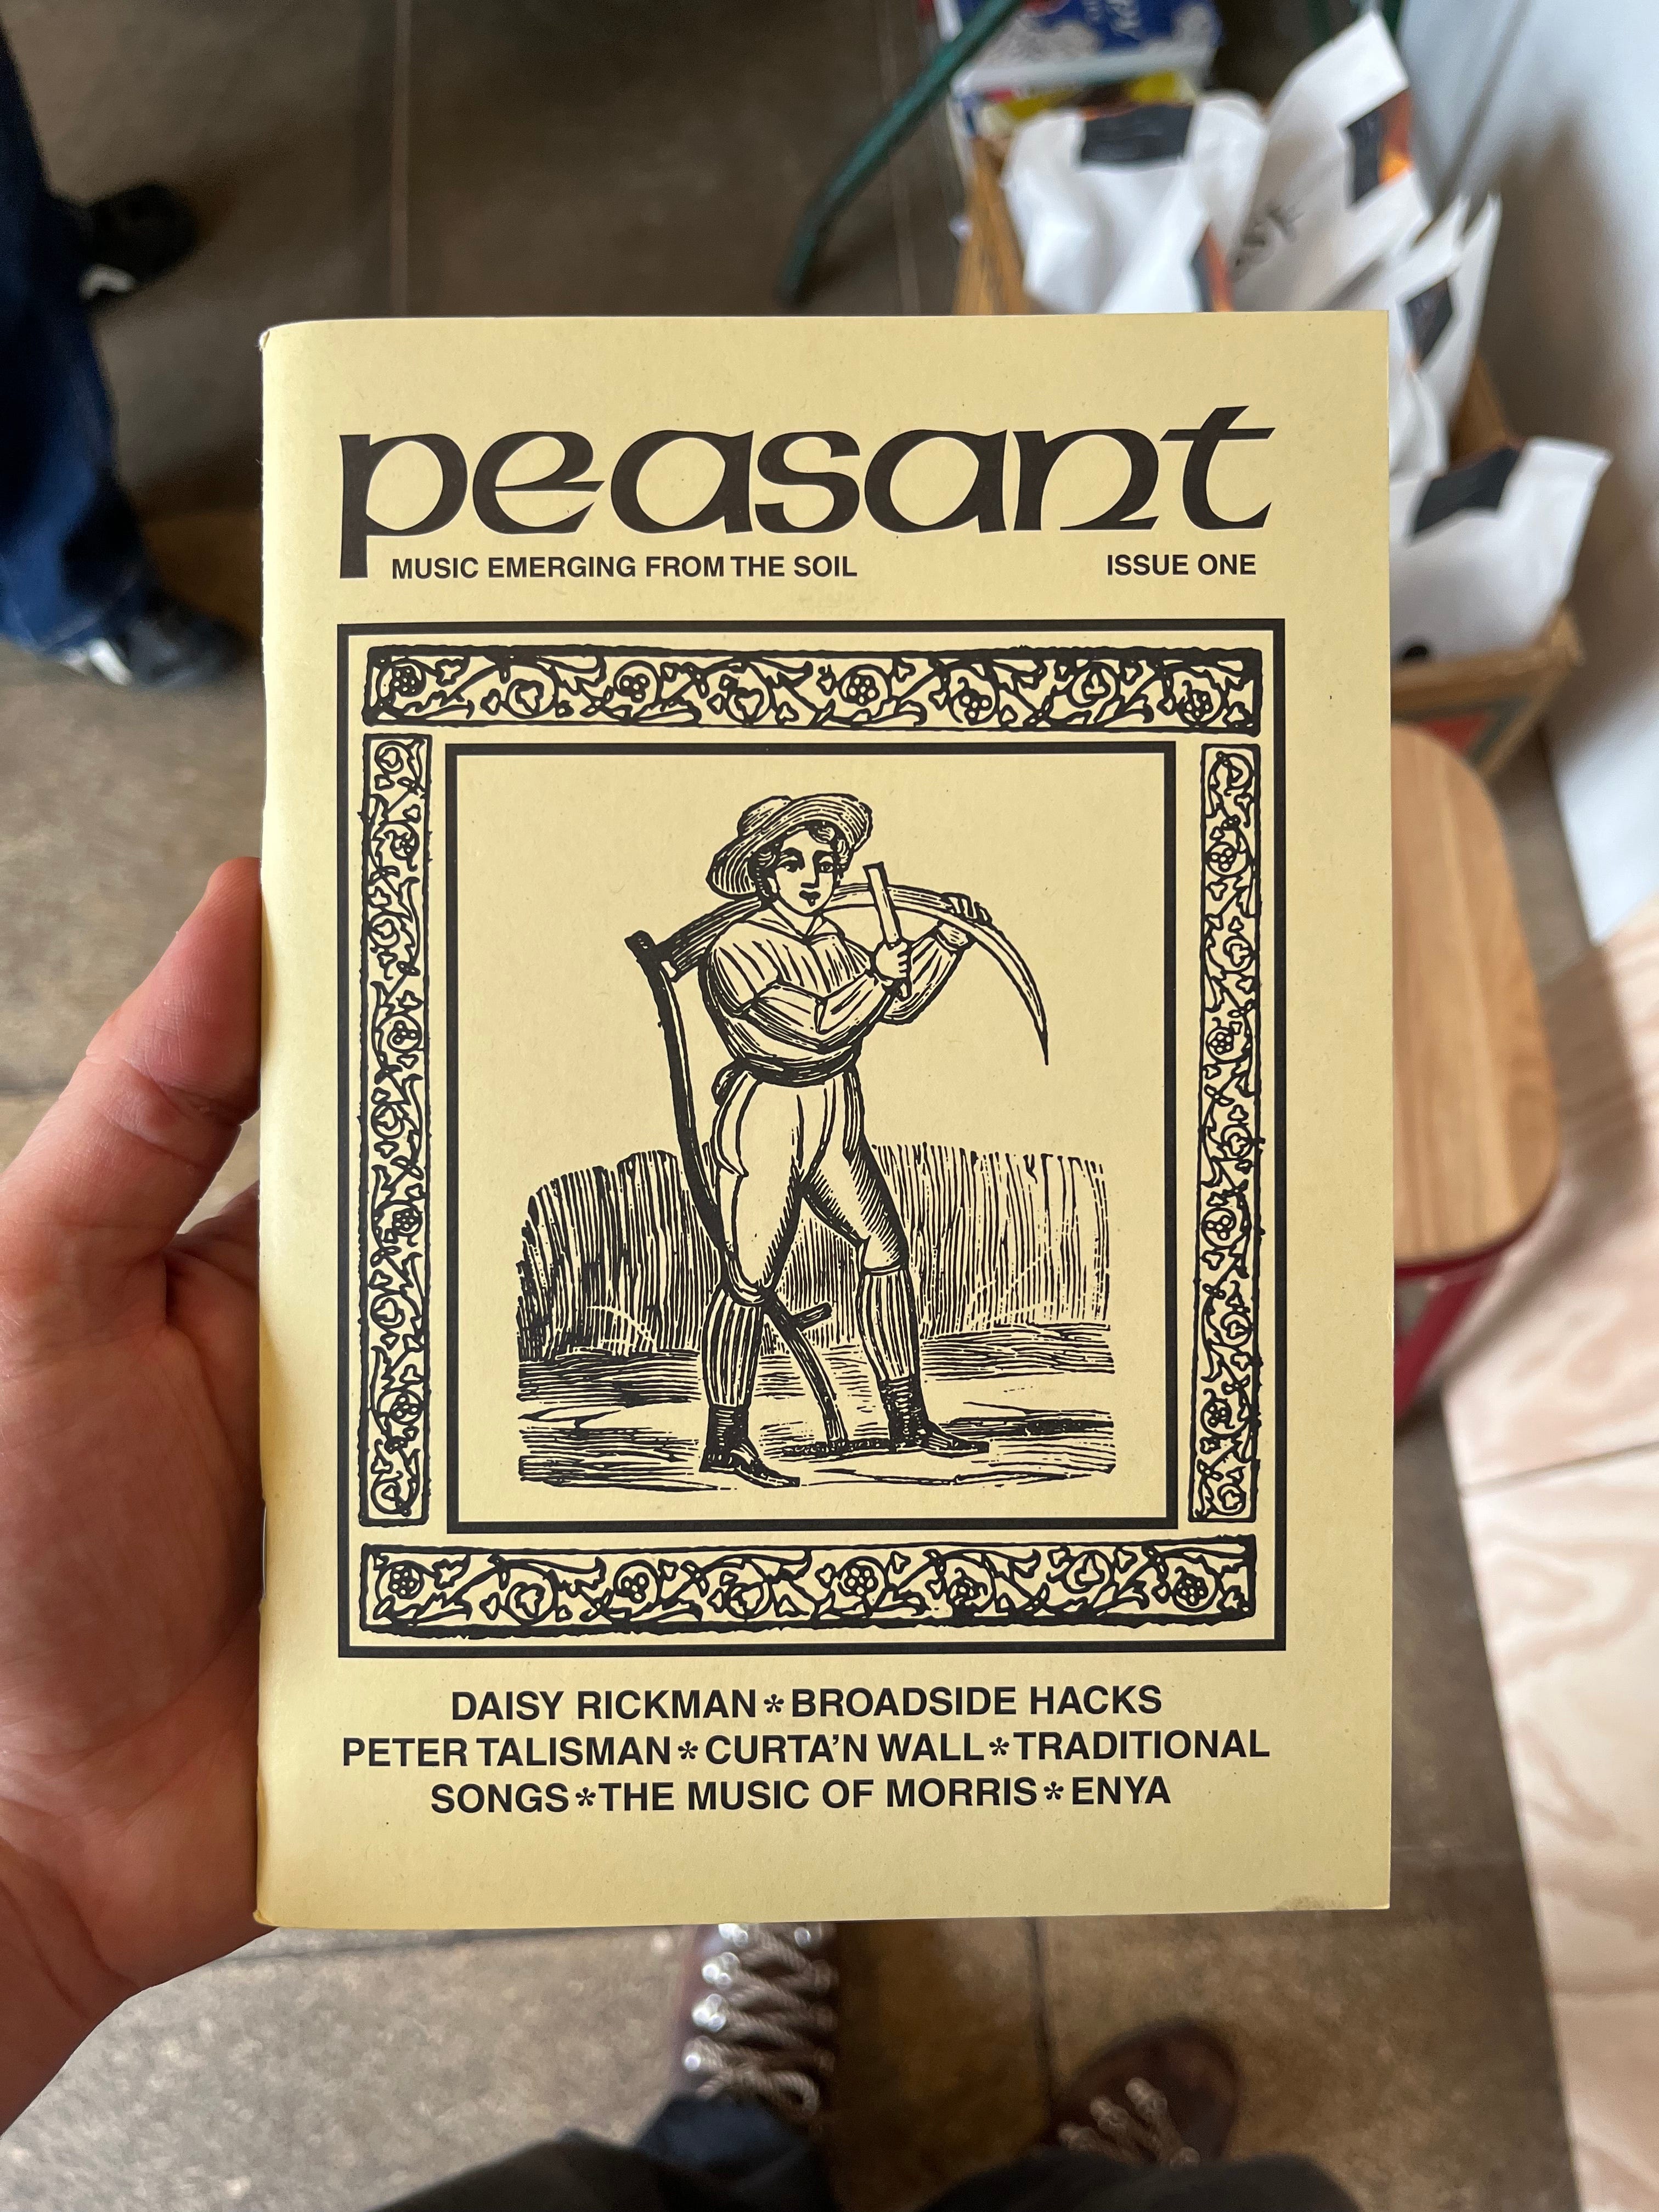 peasant
MUSIC EMERGING FROM THE SOIL
ISSUE ONE
DAISY RICKMAN*BROADSIDE HACKS
PETER TALISMAN*CURTA'N WALL*TRADITIONAL
SONGS*THE MUSIC OF MORRIS*ENYA